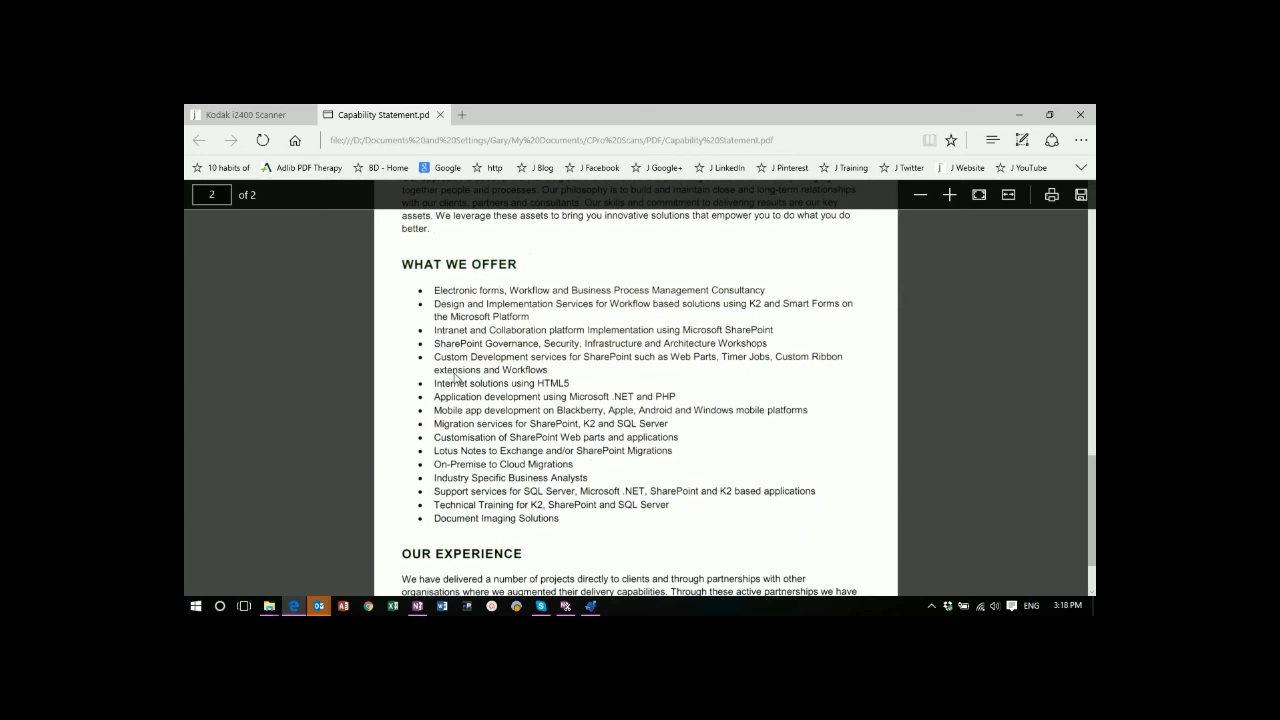 Kodak i2400 Scanner
Capability Statement.pd
file:///D:/Documents%20and%20Settings/Gary/My%20Documents/CPro%20Scans/PDF/Capability%20Statement.pdf
10 habits of
Adlib PDF Therapy
BD - Home
Google
http
J Blog
J Facebook
J Google+
J LinkedIn
J Pinterest
J Training
J Twitter
J Website
J YouTube
2 of 2
together people and processes. Our philosophy is to build and maintain close and long-term relationships
with our clients, partners and consultants. Our skills and commitment to delivering results are our key
assets. We leverage these assets to bring you innovative solutions that empower you to do what you do
better.
WHAT WE OFFER
• Electronic forms, Workflow and Business Process Management Consultancy
• Design and Implementation Services for Workflow based solutions using K2 and Smart Forms on
the Microsoft Platform
• Intranet and Collaboration platform Implementation using Microsoft SharePoint
• SharePoint Governance, Security, Infrastructure and Architecture Workshops
• Custom Development services for SharePoint such as Web Parts, Timer Jobs, Custom Ribbon
extensions and Workflows
• Internet solutions using HTML5
• Application development using Microsoft .NET and PHP
• Mobile app development on Blackberry, Apple, Android and Windows mobile platforms
• Migration services for SharePoint, K2 and SQL Server
• Customisation of SharePoint Web parts and applications
• Lotus Notes to Exchange and/or SharePoint Migrations
• On-Premise to Cloud Migrations
• Industry Specific Business Analysts
• Support services for SQL Server, Microsoft .NET, SharePoint and K2 based applications
• Technical Training for K2, SharePoint and SQL Server
• Document Imaging Solutions
OUR EXPERIENCE
We have delivered a number of projects directly to clients and through partnerships with other
organisations where we augmented their delivery capabilities. Through these active partnerships we have
ENG
3:18 PM